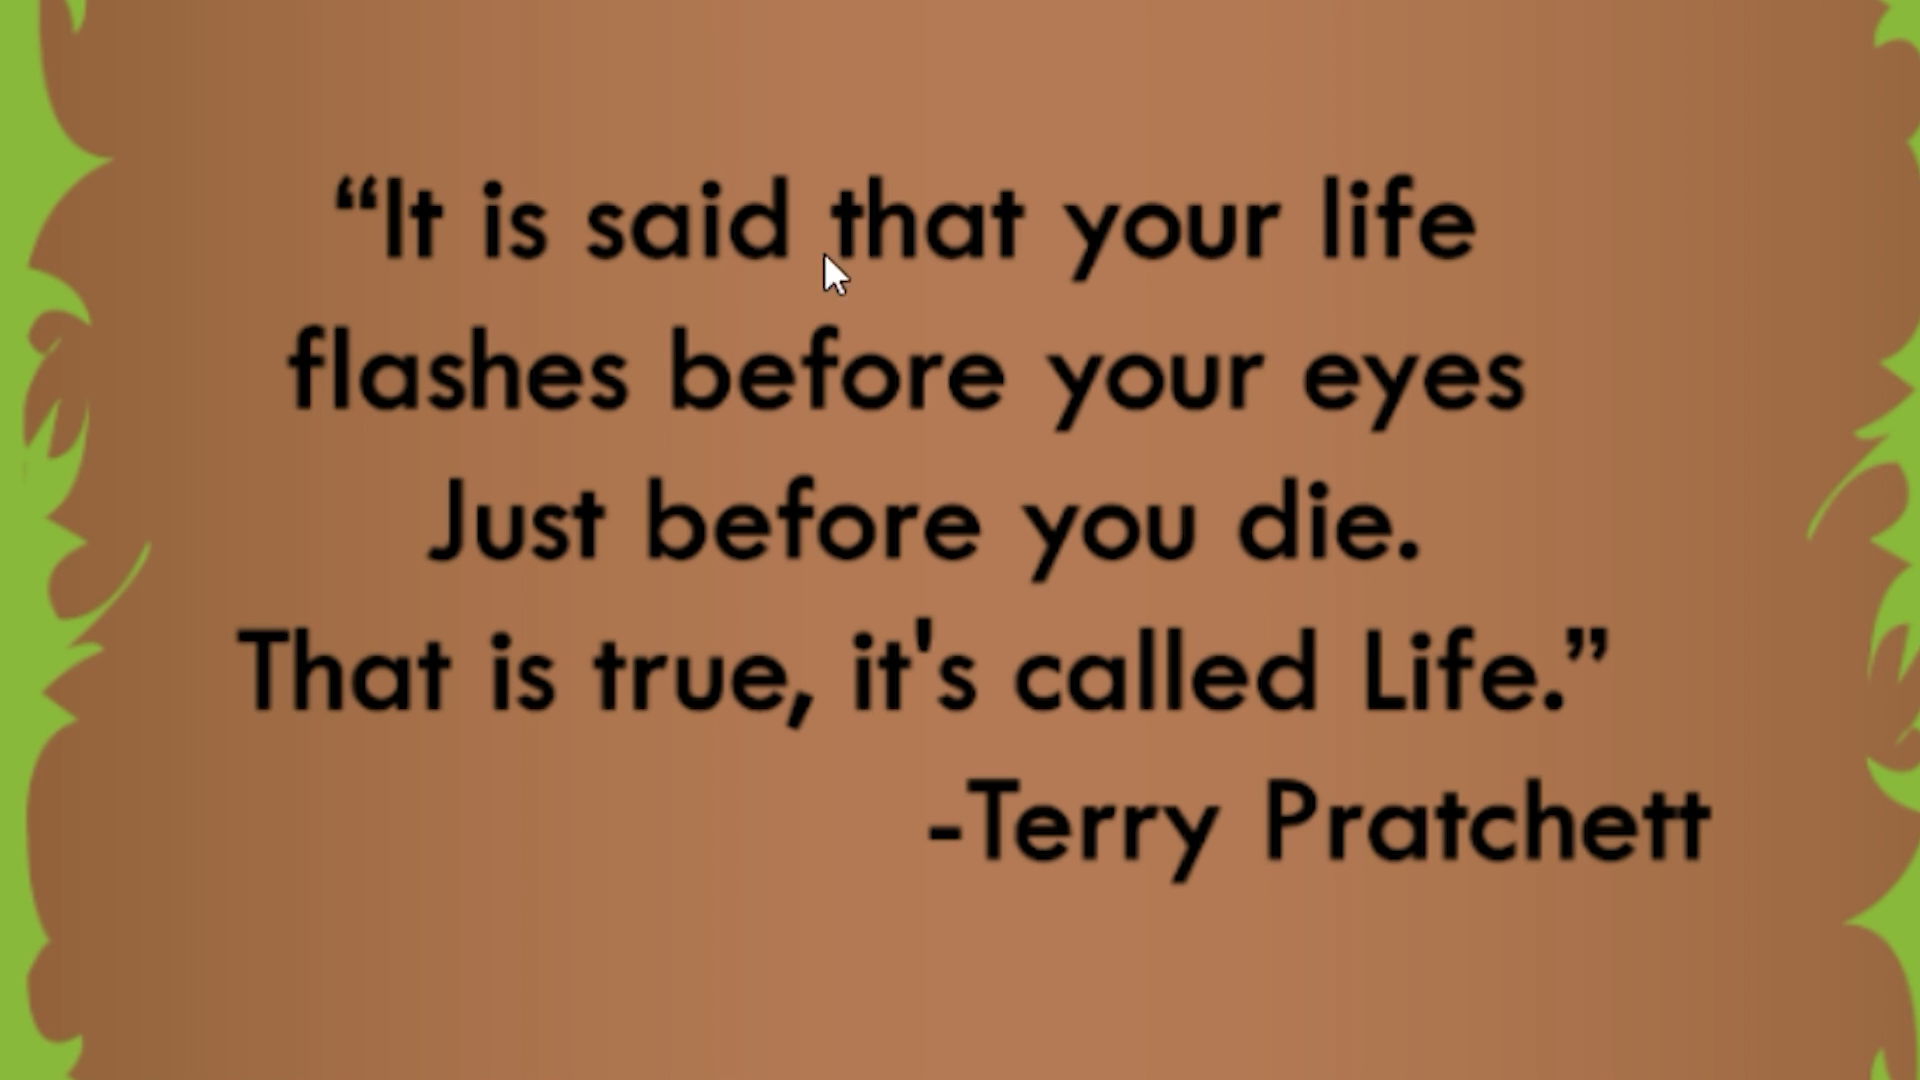 “It is said that your life
flashes before your eyes
Just before you die.
That is true, it's called Life.”
-Terry Pratchett